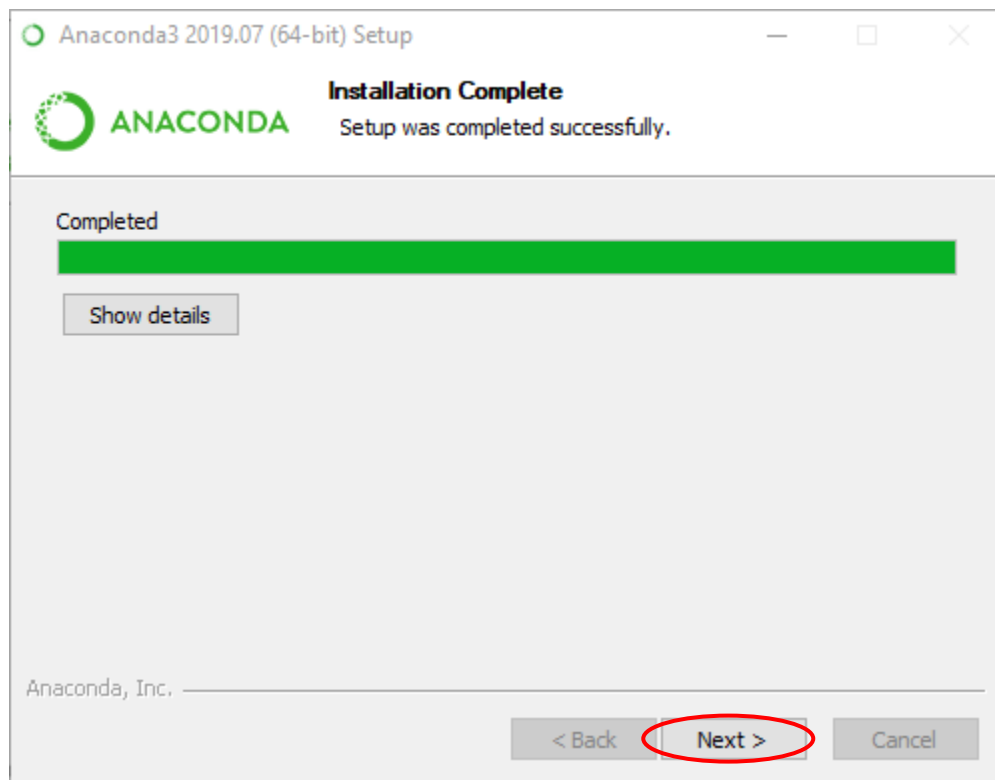 Anaconda3 2019.07 (64-bit) Setup
ANACONDA
Installation Complete
Setup was completed successfully.
Completed
Show details
Anaconda, Inc.
< Back
Next >
Cancel